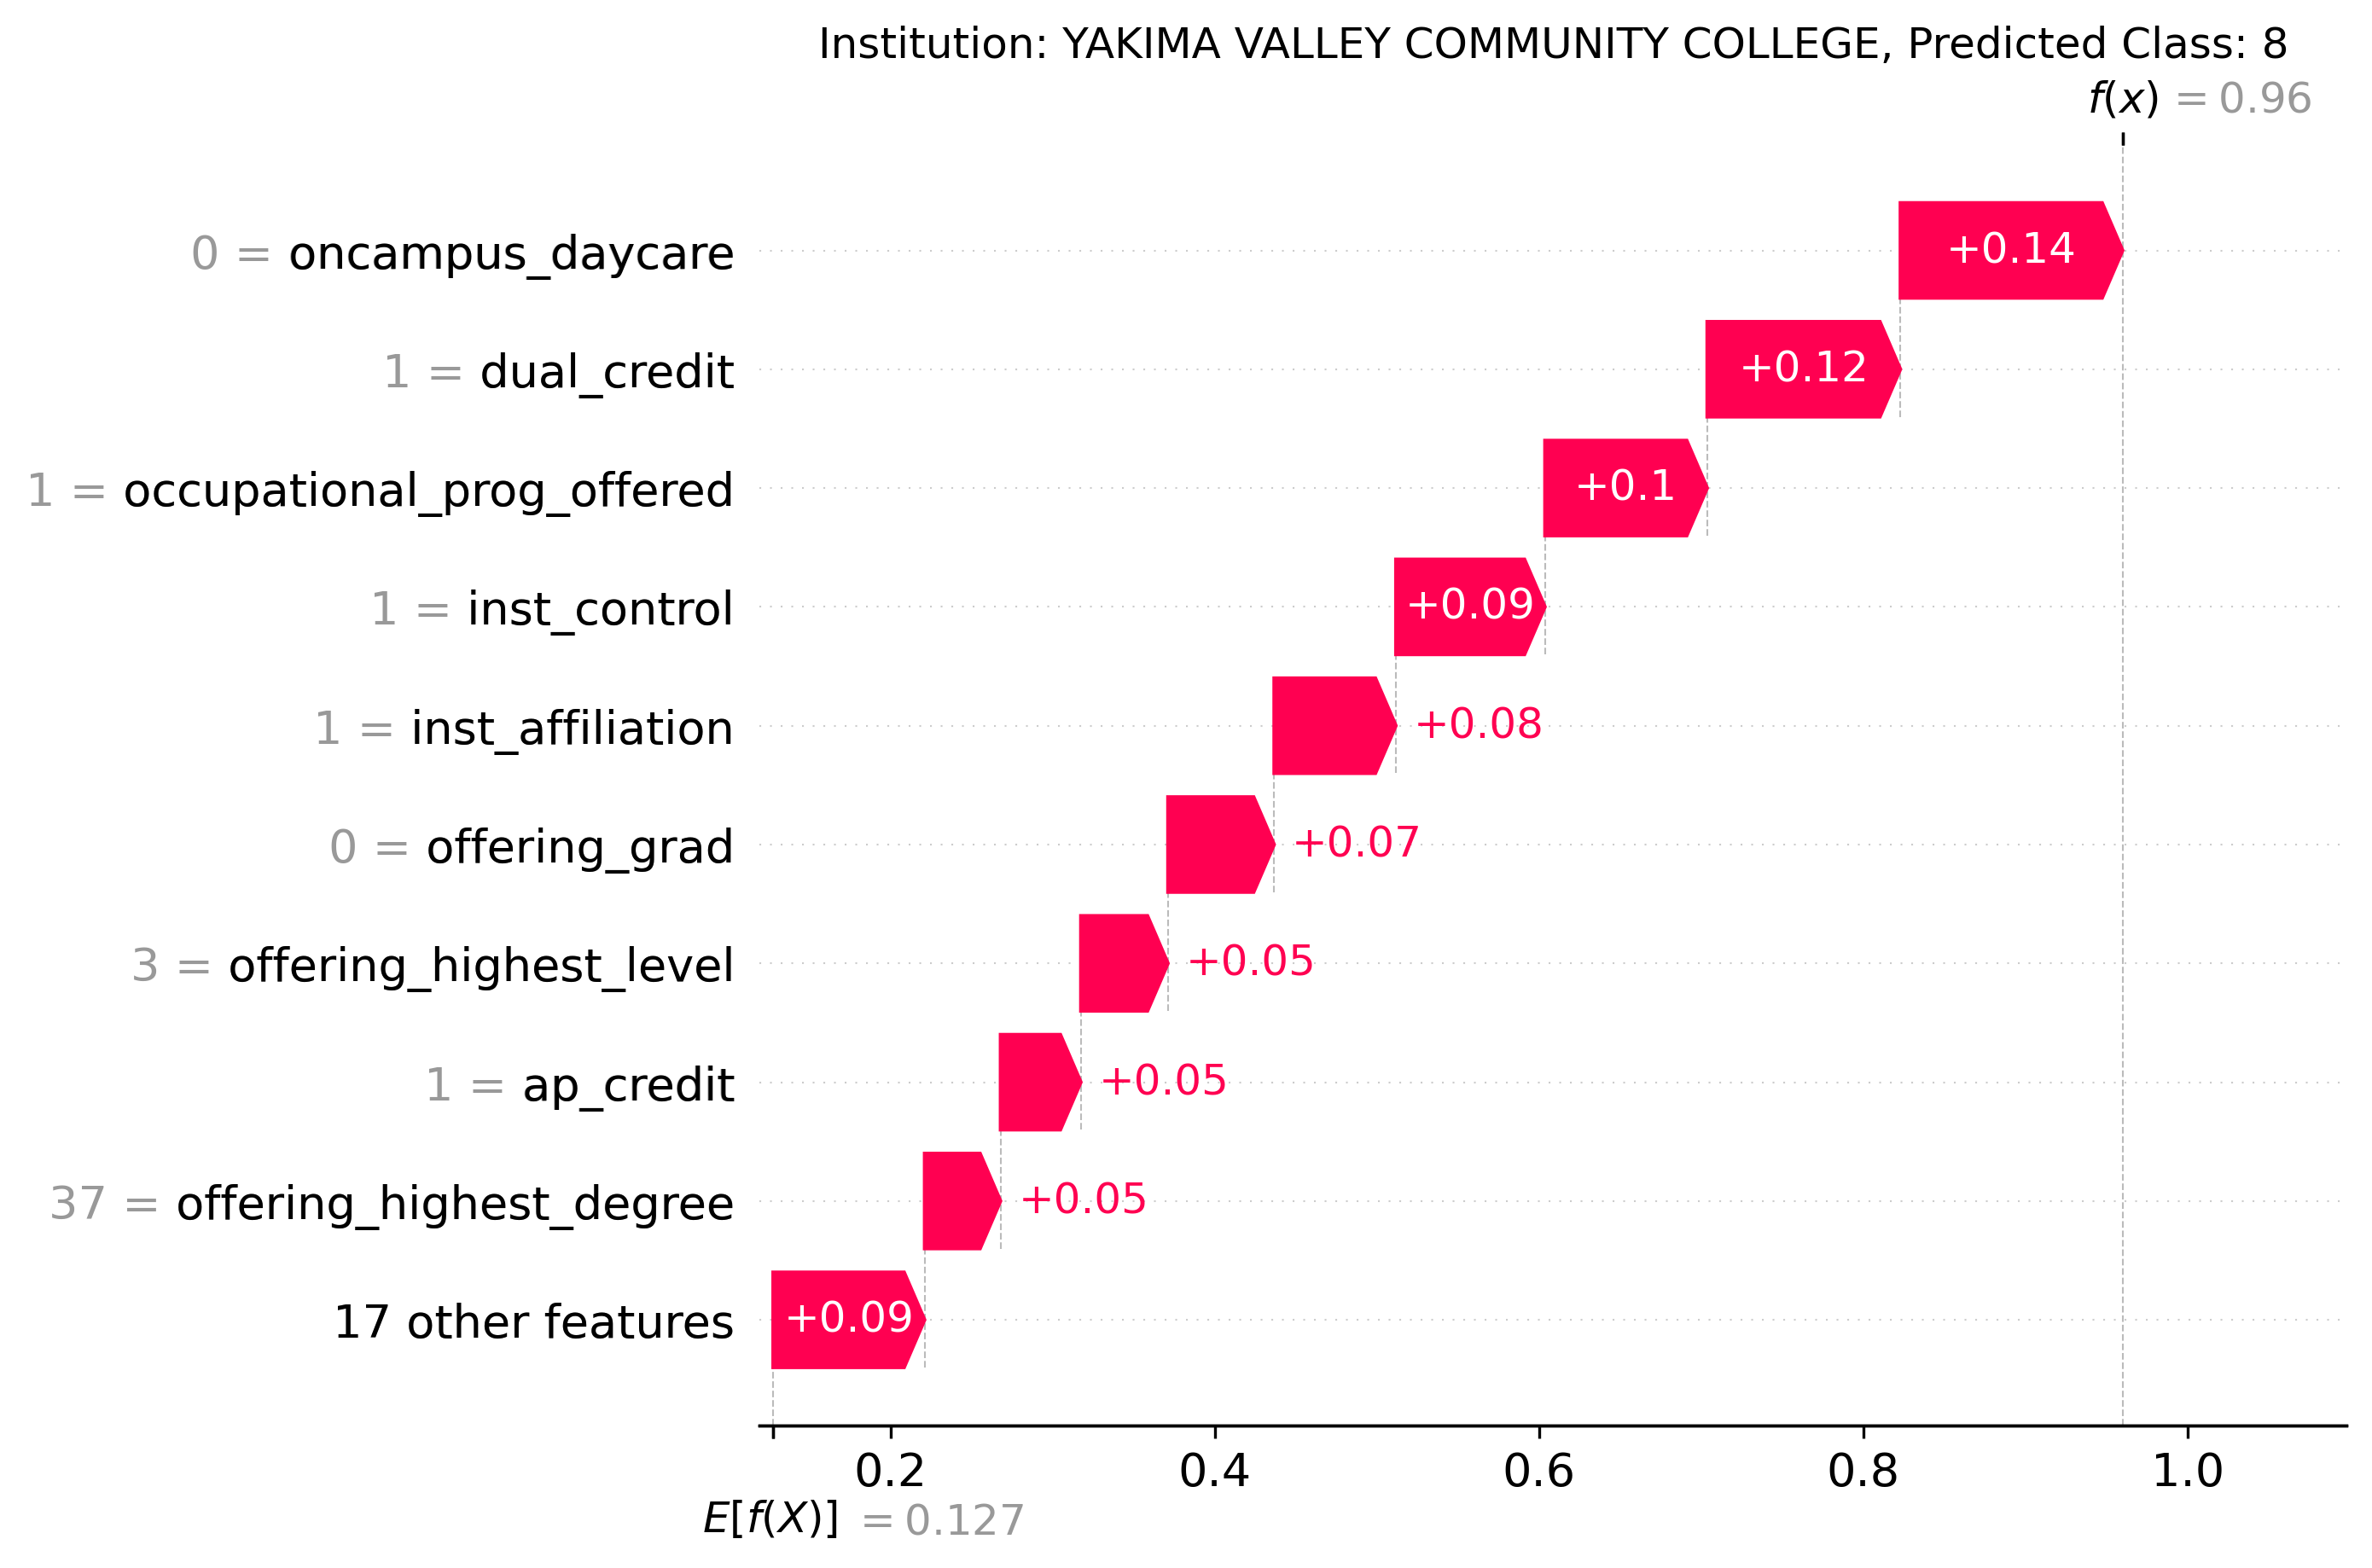 Institution: YAKIMA VALLEY COMMUNITY COLLEGE, Predicted Class: 8
f(x) = 0.96
0 = oncampus_daycare +0.14
1 = dual_credit +0.12
1 = occupational_prog_offered +0.1
1 = inst_control +0.09
1 = inst_affiliation +0.08
0 = offering_grad +0.07
3 = offering_highest_level +0.05
1 = ap_credit +0.05
37 = offering_highest_degree +0.05
17 other features +0.09
0.2 0.4 0.6 0.8 1.0
E[f(X)] = 0.127